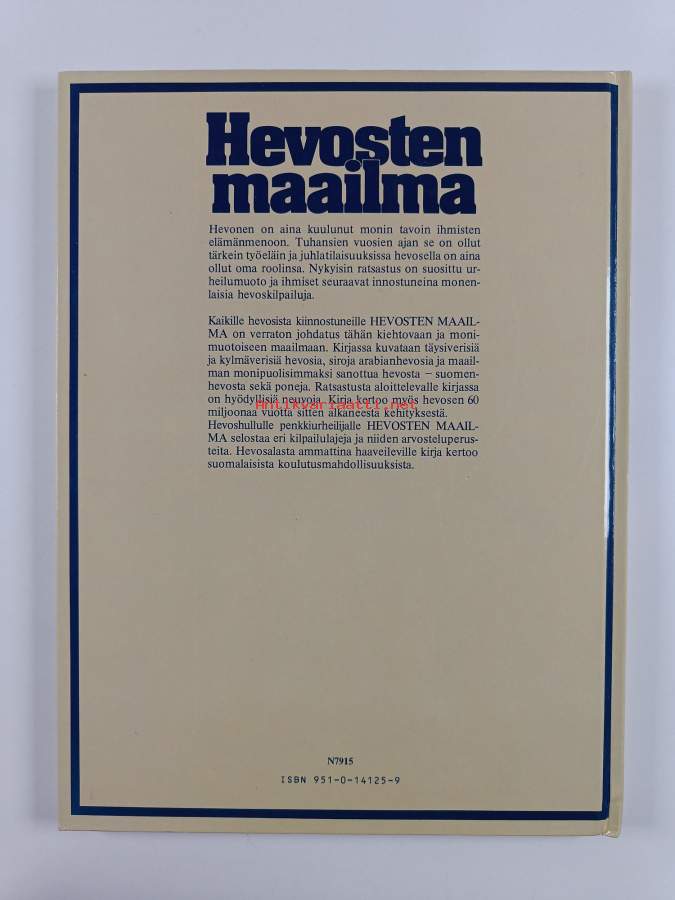 Hevosten
maailma
Hevonen on aina kuulunut monin tavoin ihmisten
elämänmenoon. Tuhansien vuosien ajan se on ollut
tärkein työeläin ja juhlatilaisuuksissa hevosella on aina
ollut oma roolinsa. Nykyisin ratsastus on suosittu ur-
heilumuoto ja ihmiset seuraavat innostuneina monen-
laisia hevoskilpailuja.
Kaikille hevosista kiinnostuneille HEVOSTEN MAAIL-
MA on verraton johdatus tähän kiehtovaan ja moni-
muotoiseen maailmaan. Kirjassa kuvataan täysiverisiä
ja kylmäverisiä hevosia, siroja arabianhevosia ja maail-
man monipuolisimmaksi sanottua hevosta – suomen-
hevosta sekä poneja. Ratsastusta aloittelevalle kirjassa
on hyödyllisiä neuvoja. Kirja kertoo myös hevosen 60
Antikvariaatti.net
miljoonaa vuotta sitten alkaneesta kehityksestä.
Hevoshullulle penkkiurheilijalle HEVOSTEN MAAIL-
MA selostaa eri kilpailulajeja ja niiden arvosteluperus-
teita. Hevosalasta ammattina haaveileville kirja kertoo
suomalaisista koulutusmahdollisuuksista.
N7915
ISBN 951-0-14125-9